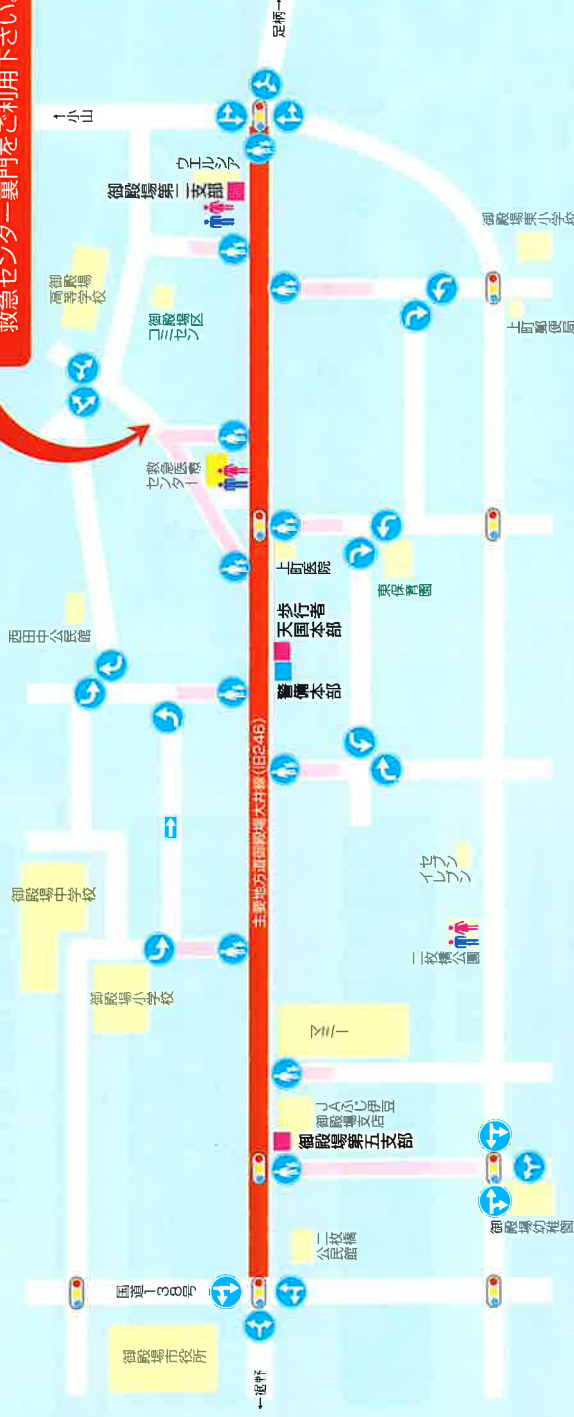 救急センター裏門をご利用下さい。
足柄→
↑小山
ウエルシア
御殿場第二支部
御殿場
高等学校
御殿場区
コミセン
御殿場東小学校
上町郵便局
救急医療
センター
上町医院
東保育園
西田中公民館
歩行者
天国本部
警備本部
主要地方道御殿場大井線(旧246)
御殿場中学校
御殿場小学校
セブン
イレブン
二枚橋公園
マミー
JAふじ伊豆
御殿場支店
御殿場第五支部
二枚橋
公民館
御殿場幼稚園
国道138号
御殿場市役所
←裾野